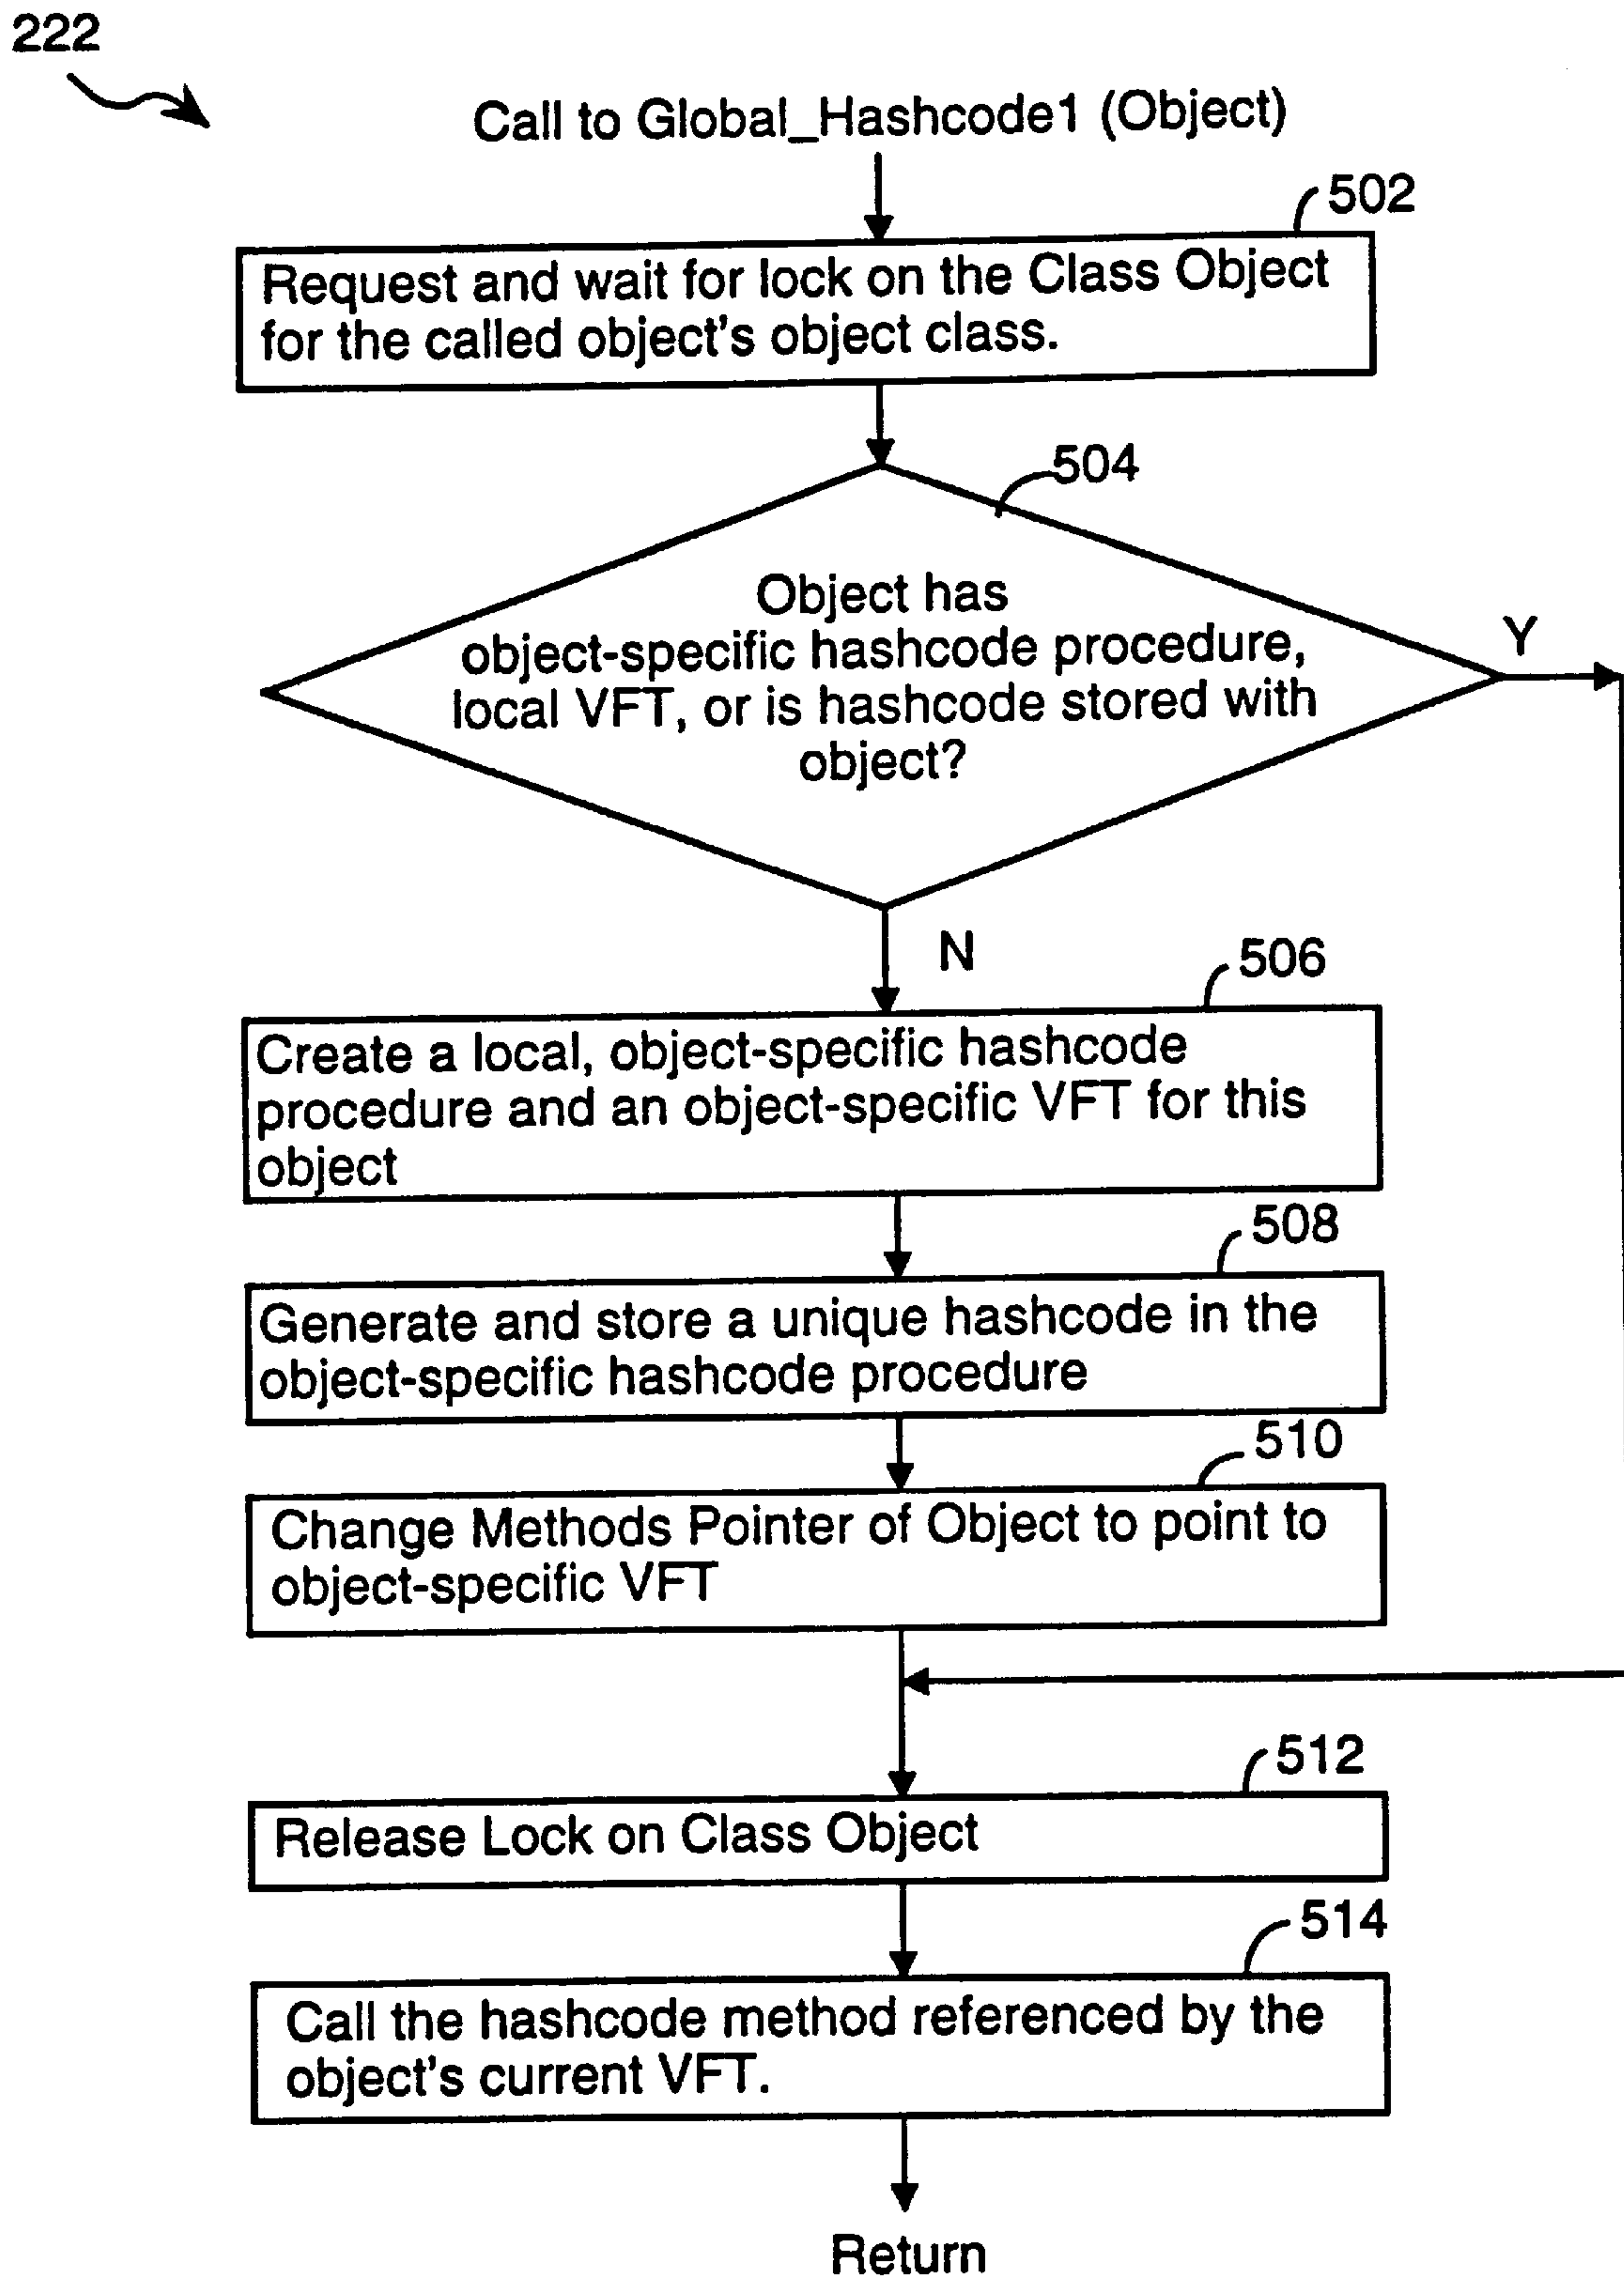 222
Call to Global_Hashcode1 (Object)
502
Request and wait for lock on the Class Object
for the called object's object class.
504
Object has
object-specific hashcode procedure,
local VFT, or is hashcode stored with
object?
Y
N
506
Create a local, object-specific hashcode
procedure and an object-specific VFT for this
object
508
Generate and store a unique hashcode in the
object-specific hashcode procedure
510
Change Methods Pointer of Object to point to
object-specific VFT
512
Release Lock on Class Object
514
Call the hashcode method referenced by the
object's current VFT.
Return